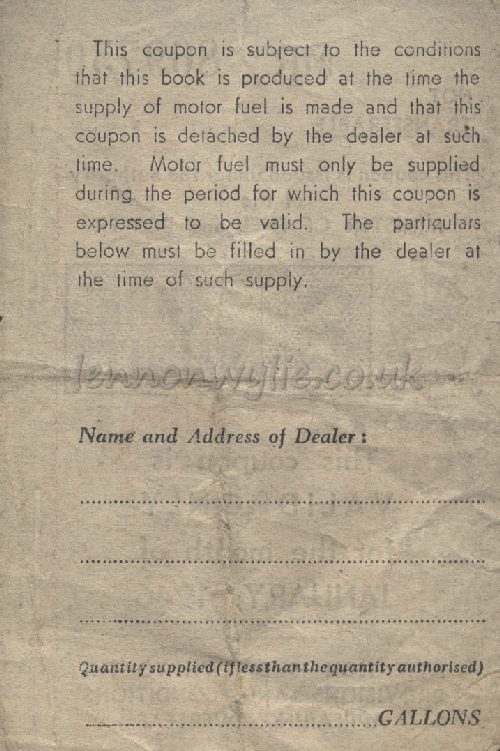 This coupon is subject to the conditions
that this book is produced at the time the
supply of motor fuel is made and that this
coupon is detached by the dealer at such
time. Motor fuel must only be supplied
during the period for which this coupon is
expressed to be valid. The particulars
below must be filled in by the dealer at
the time of such supply.
lennonwylie.co.uk
Name and Address of Dealer:
Quantity supplied (if less than the quantity authorised)
GALLONS